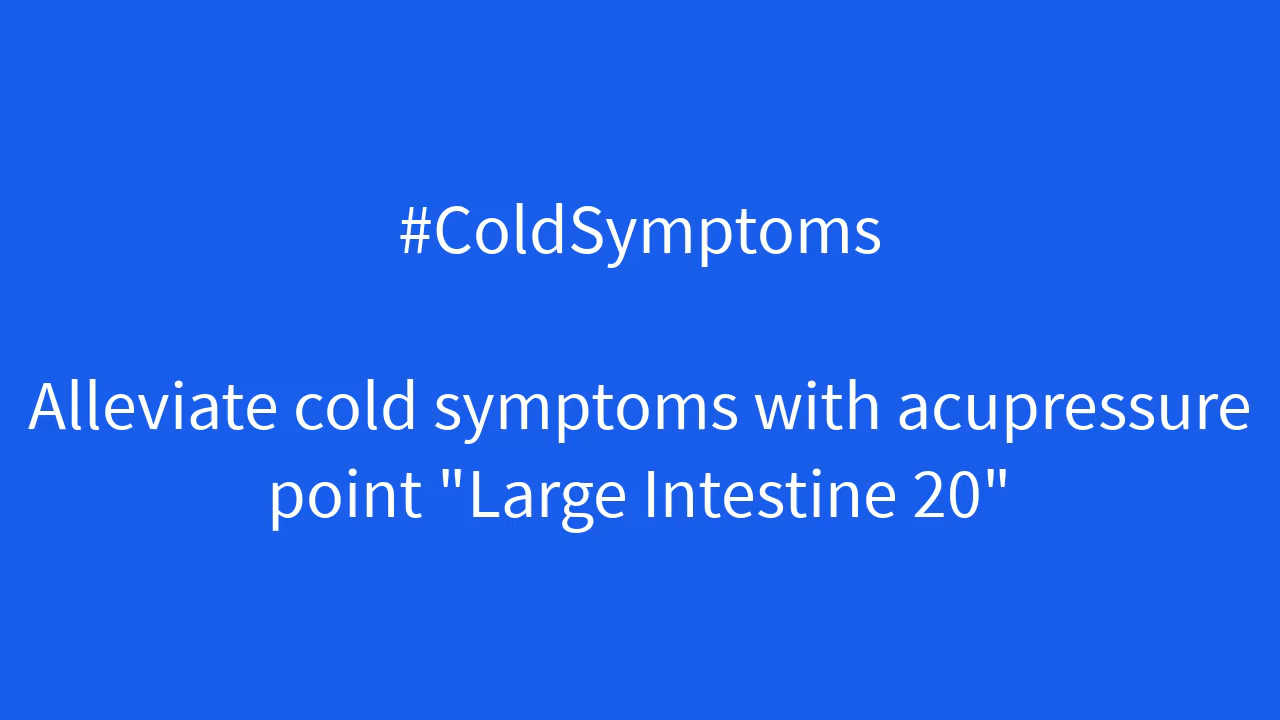 #ColdSymptoms
Alleviate cold symptoms with acupressure
point "Large Intestine 20"